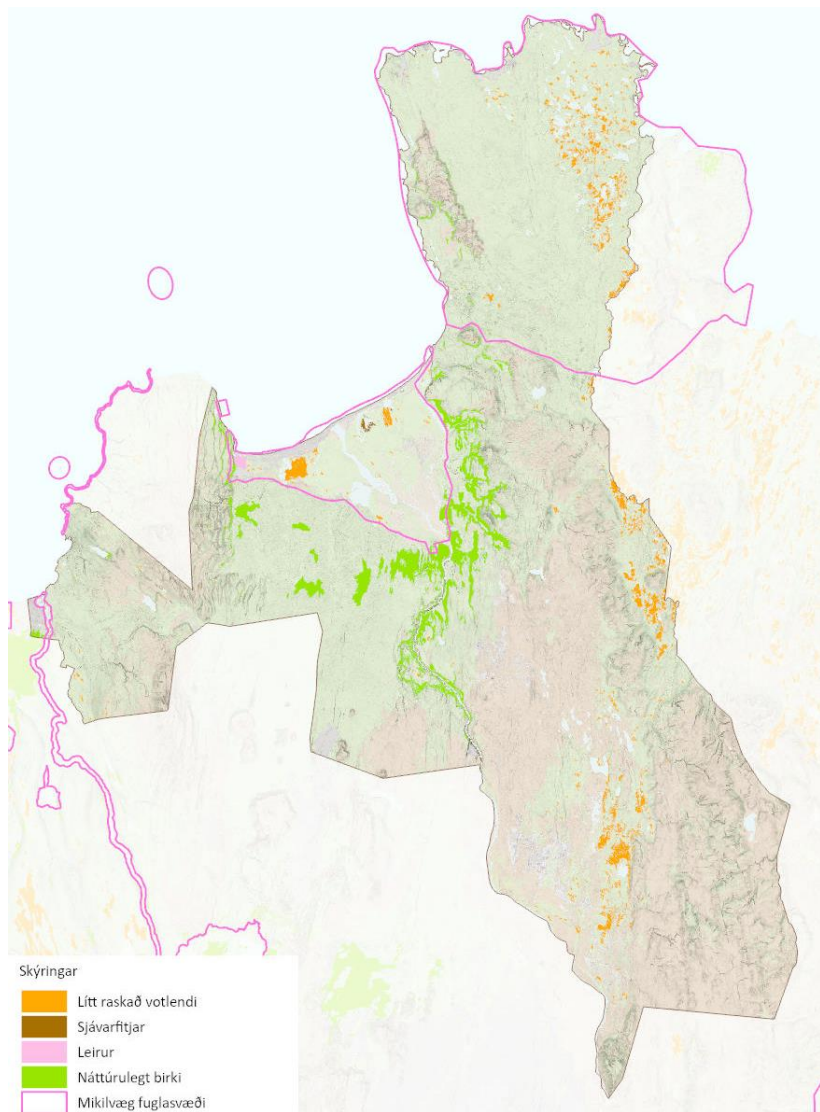 Skýringar
Lítt raskað votlendi
Sjávarfitjar
Leirur
Náttúrulegt birki
Mikilvæg fuglasvæði